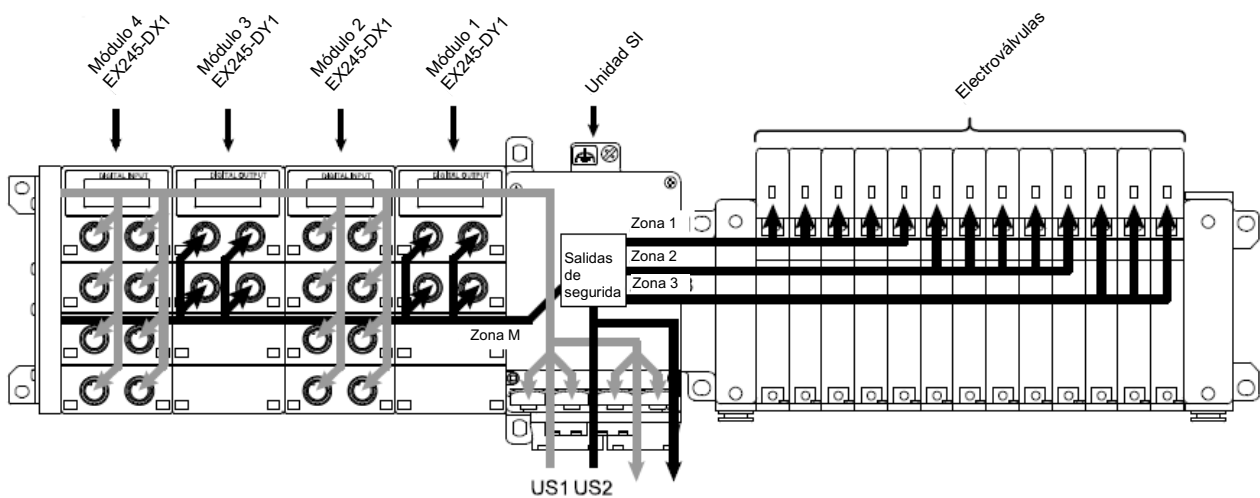 Módulo 4
EX245-DX1
Módulo 3
EX245-DY1
Módulo 2
EX245-DX1
Módulo 1
EX245-DY1
Unidad SI
Electroválvulas
DIGITAL INPUT
DIGITAL OUTPUT
DIGITAL INPUT
DIGITAL OUTPUT
Zona 1
Zona 2
Zona 3
Salidas
de
segurida
Zona M
US1 US2